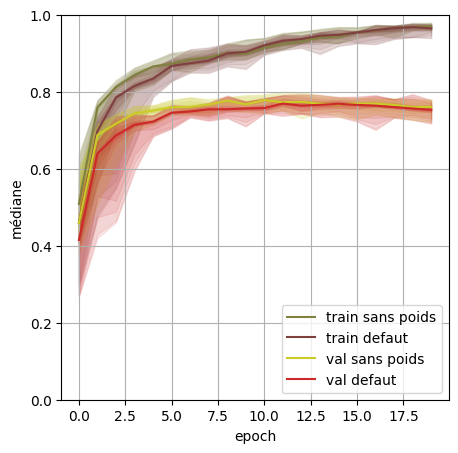 1.0
0.8
0.6
0.4
0.2
0.0
médiane
0.0 2.5 5.0 7.5 10.0 12.5 15.0 17.5
epoch
train sans poids
train defaut
val sans poids
val defaut